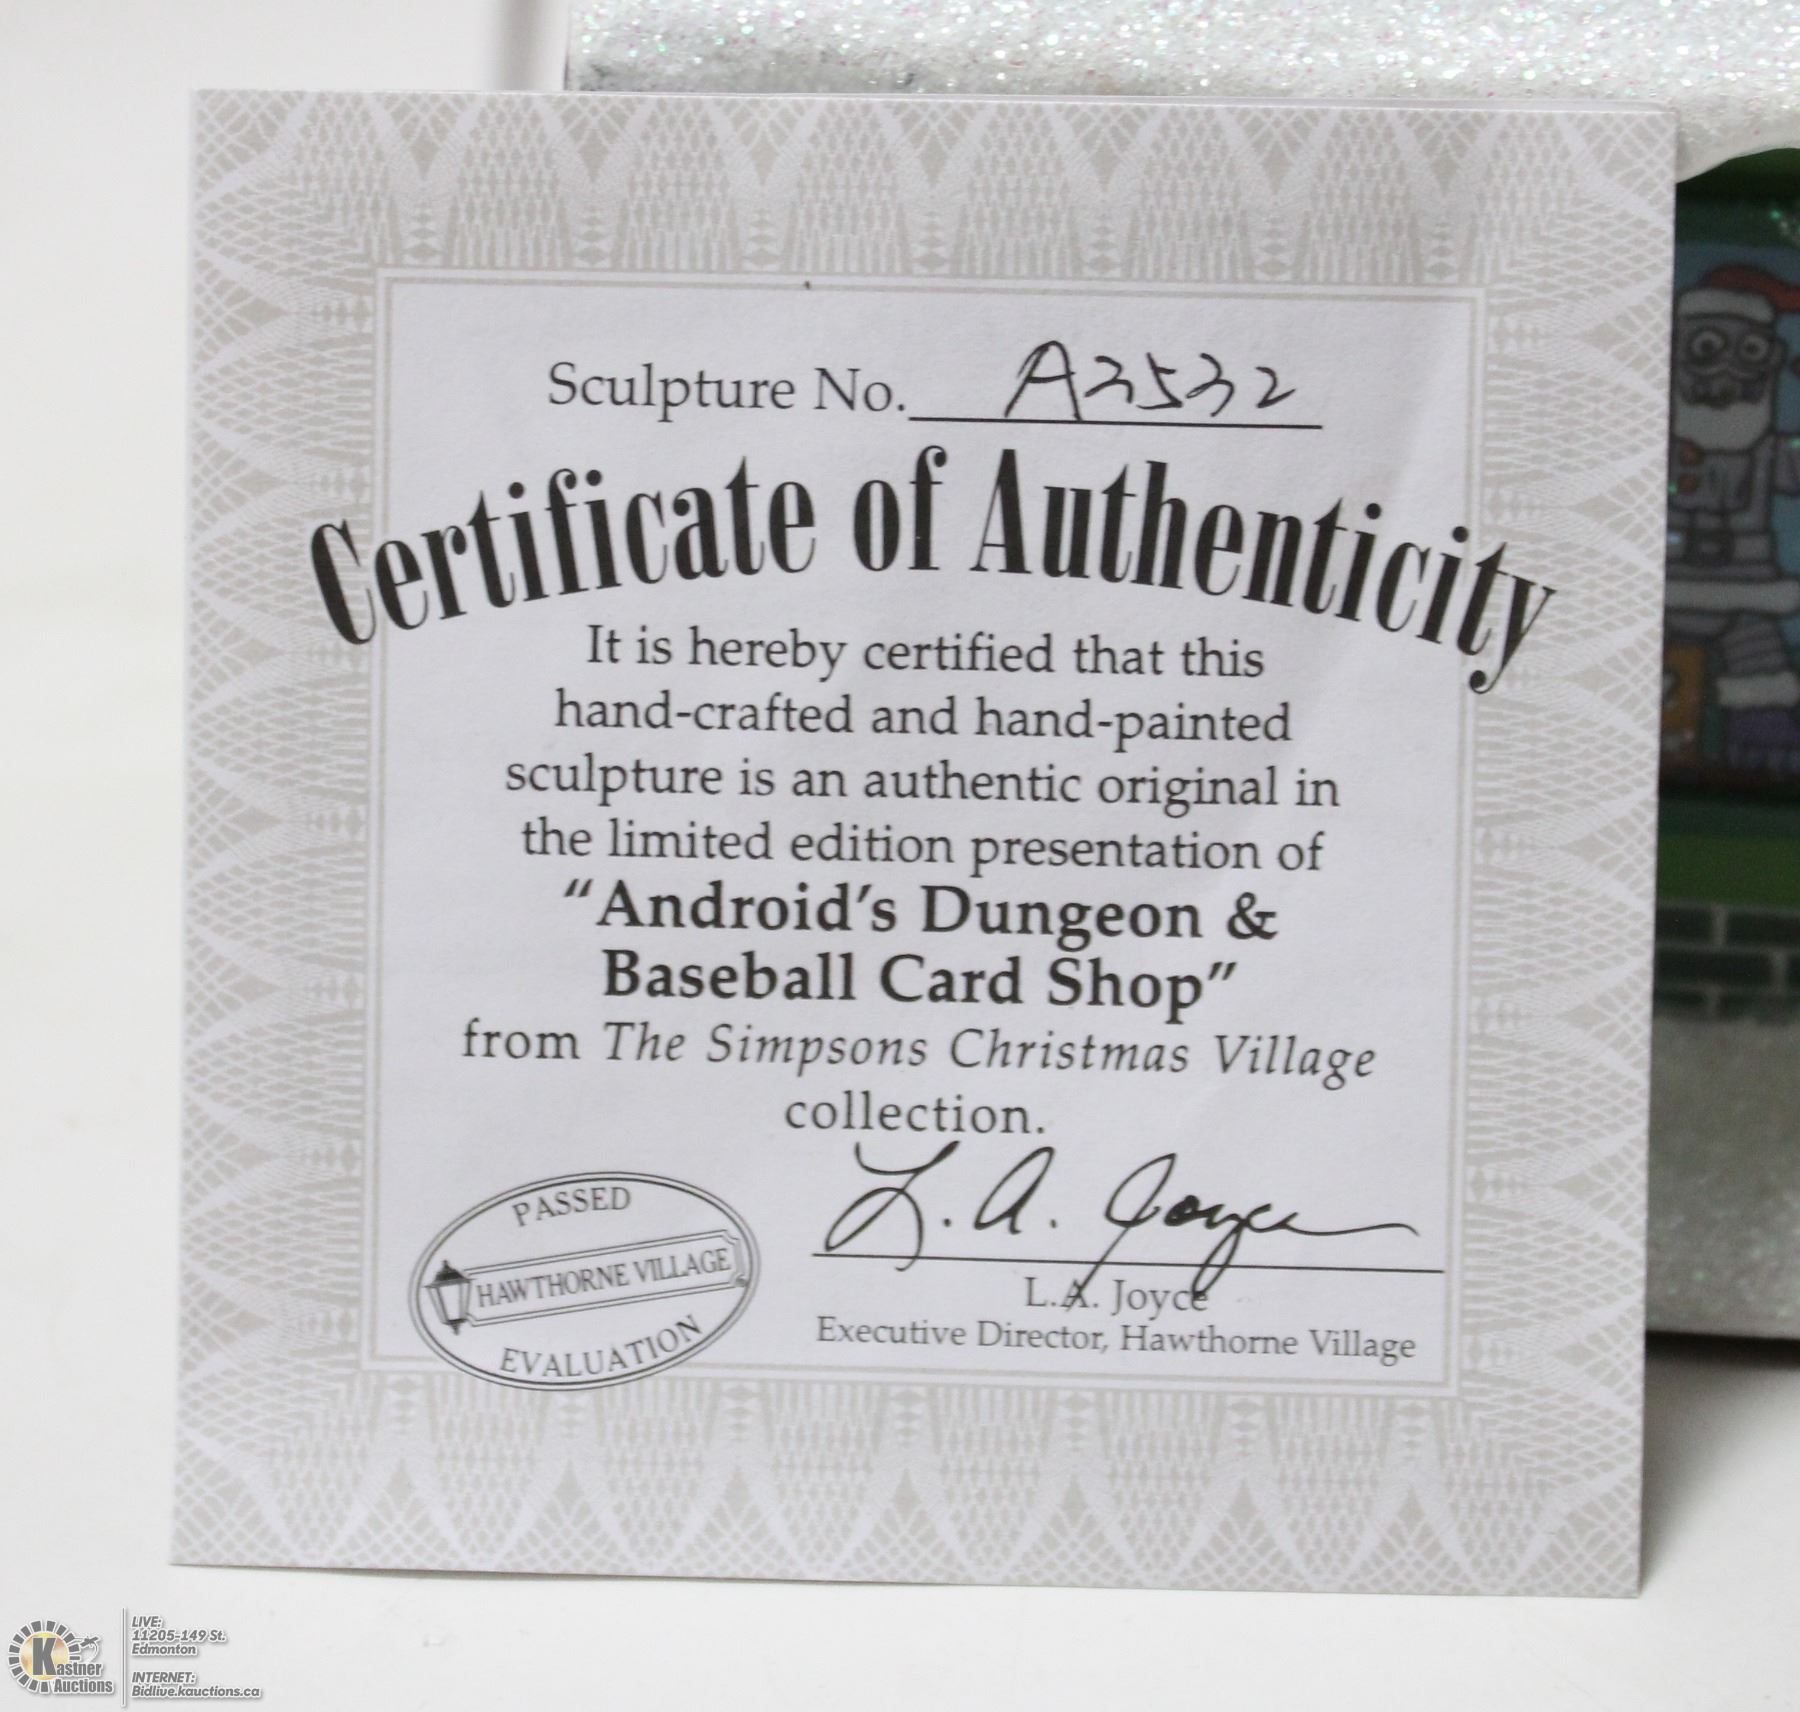 Sculpture No. A3532
Certificate of Authenticity
It is hereby certified that this
hand-crafted and hand-painted
sculpture is an authentic original in
the limited edition presentation of
“Android’s Dungeon &
Baseball Card Shop”
from The Simpsons Christmas Village
collection.
L. A. Joyce
L.A. Joyce
Executive Director, Hawthorne Village
PASSED
HAWTHORNE VILLAGE
EVALUATION
Kastner
Auctions
LIVE:
11205-149 St.
Edmonton
INTERNET:
Bidlive.kauctions.ca